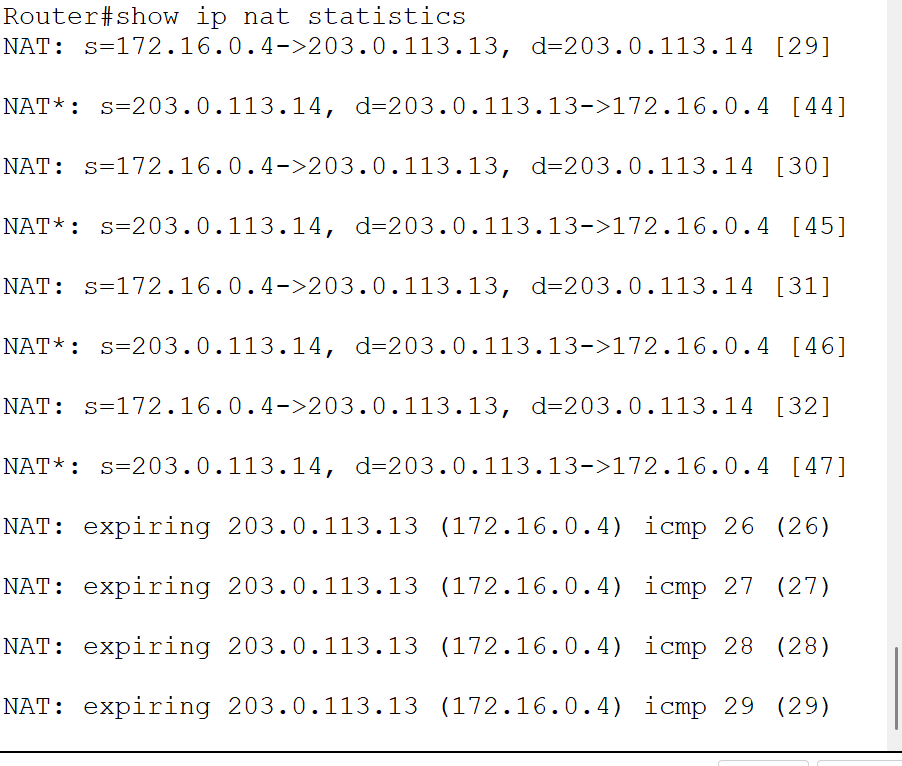 Router#show ip nat statistics
NAT: s=172.16.0.4->203.0.113.13, d=203.0.113.14 [29]
NAT*: s=203.0.113.14, d=203.0.113.13->172.16.0.4 [44]
NAT: s=172.16.0.4->203.0.113.13, d=203.0.113.14 [30]
NAT*: s=203.0.113.14, d=203.0.113.13->172.16.0.4 [45]
NAT: s=172.16.0.4->203.0.113.13, d=203.0.113.14 [31]
NAT*: s=203.0.113.14, d=203.0.113.13->172.16.0.4 [46]
NAT: s=172.16.0.4->203.0.113.13, d=203.0.113.14 [32]
NAT*: s=203.0.113.14, d=203.0.113.13->172.16.0.4 [47]
NAT: expiring 203.0.113.13 (172.16.0.4) icmp 26 (26)
NAT: expiring 203.0.113.13 (172.16.0.4) icmp 27 (27)
NAT: expiring 203.0.113.13 (172.16.0.4) icmp 28 (28)
NAT: expiring 203.0.113.13 (172.16.0.4) icmp 29 (29)